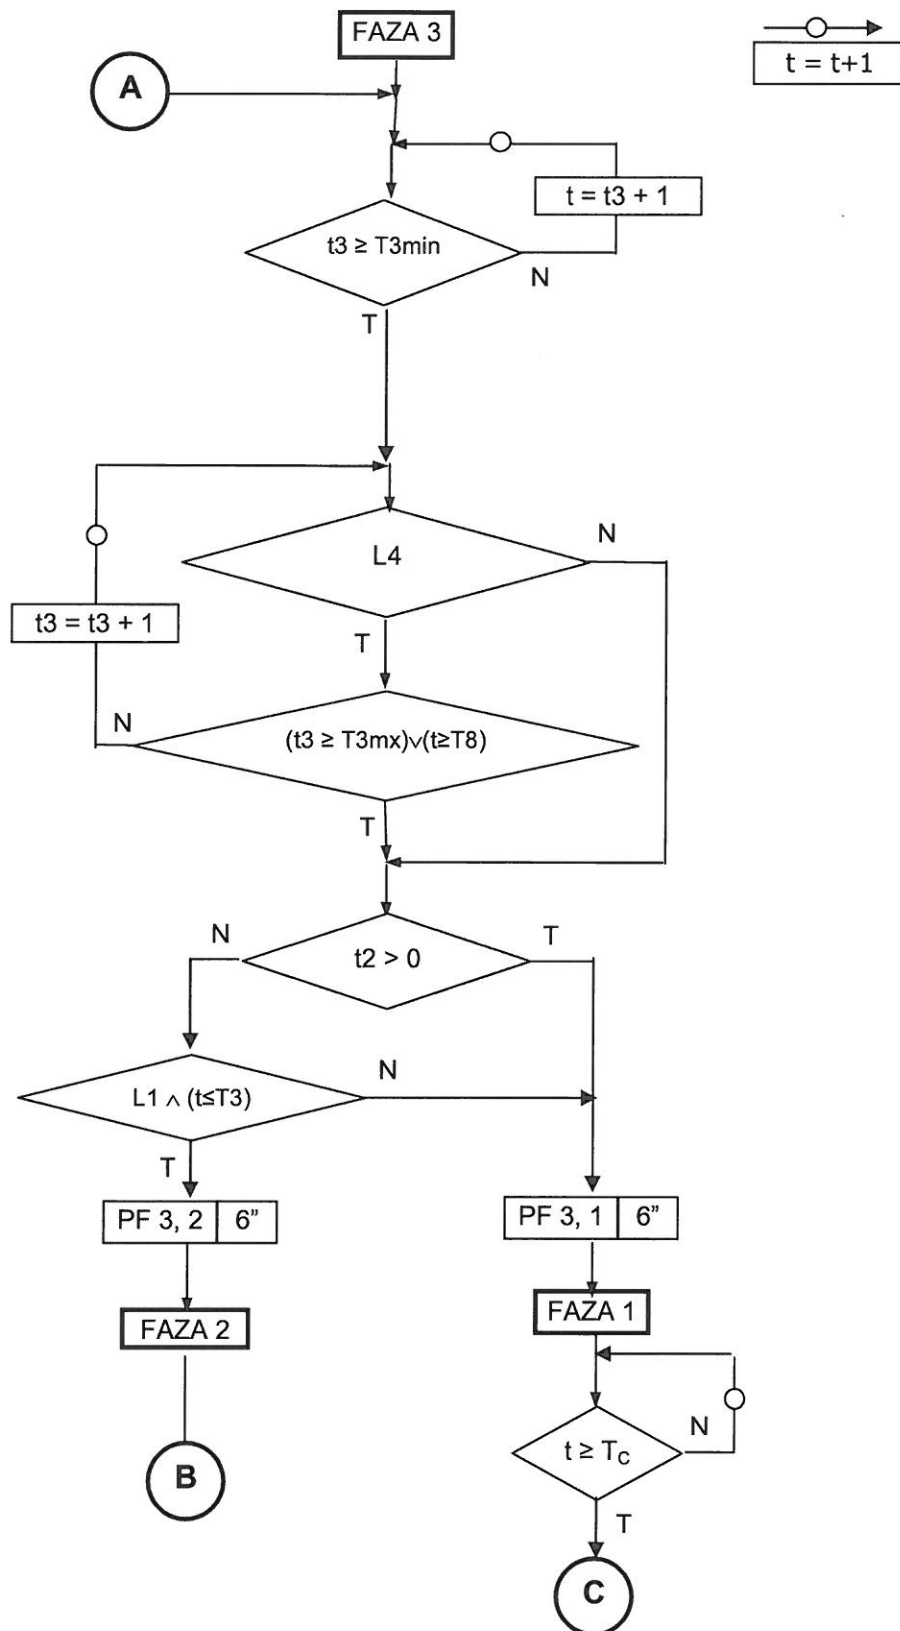 FAZA 3
t = t+1
A
t = t3 + 1
t3 ≥ T3min
N
T
N
L4
t3 = t3 + 1
T
N
(t3 ≥ T3mx)∨(t≥T8)
T
N
T
t2 > 0
N
L1 ∧ (t≤T3)
T
PF 3, 2 6”
PF 3, 1 6”
FAZA 1
FAZA 2
N
t ≥ TC
B
T
C